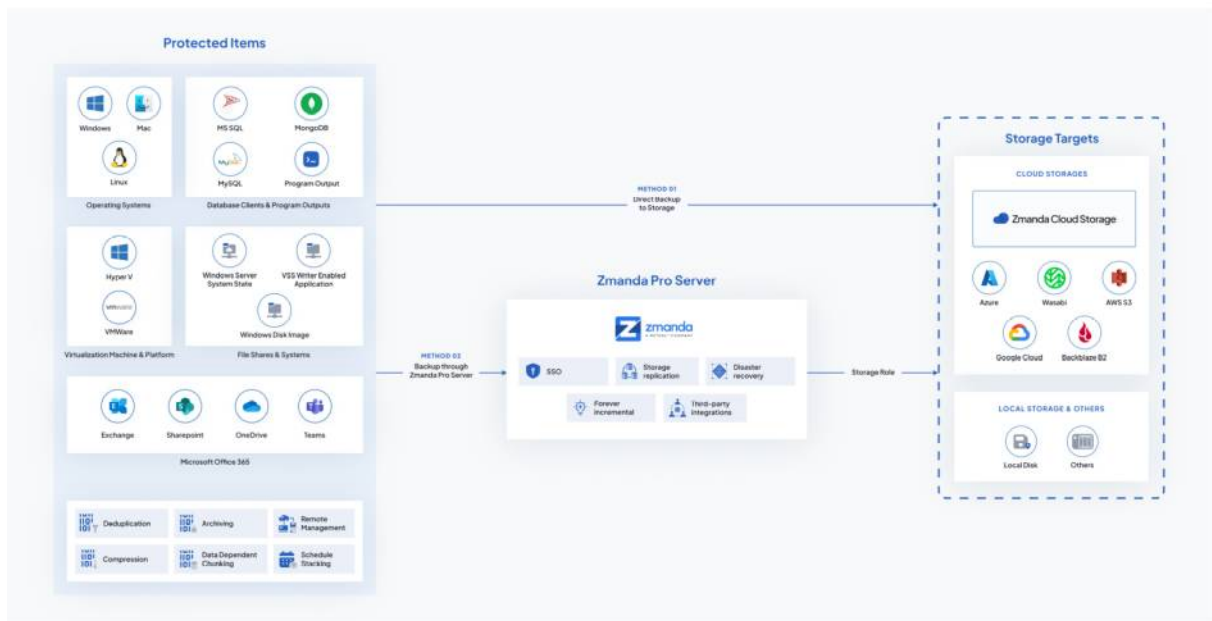 Protected Items
Windows
Mac
Linux
Operating Systems
MS SQL
MongoDB
MySQL
Program Output
Database Clients & Program Outputs
Hyper V
vmware
VMWare
Virtualization Machine & Platform
Windows Server
System State
VSS Writer Enabled
Application
Windows Disk Image
File Shares & Systems
Exchange
Sharepoint
OneDrive
Teams
Microsoft Office 365
Deduplication
Archiving
Remote
Management
Compression
Data Dependent
Chunking
Schedule
Stacking
METHOD 01
Direct Backup
to Storage
METHOD 02
Backup through
Zmanda Pro Server
Zmanda Pro Server
zmanda
SSO
Storage
replication
Disaster
recovery
Forever
Incremental
Third-party
Integrations
Storage Role
Storage Targets
CLOUD STORAGES
Zmanda Cloud Storage
Azure
Wasabi
AWS S3
Google Cloud
Backblaze B2
LOCAL STORAGE & OTHERS
Local Disk
Others